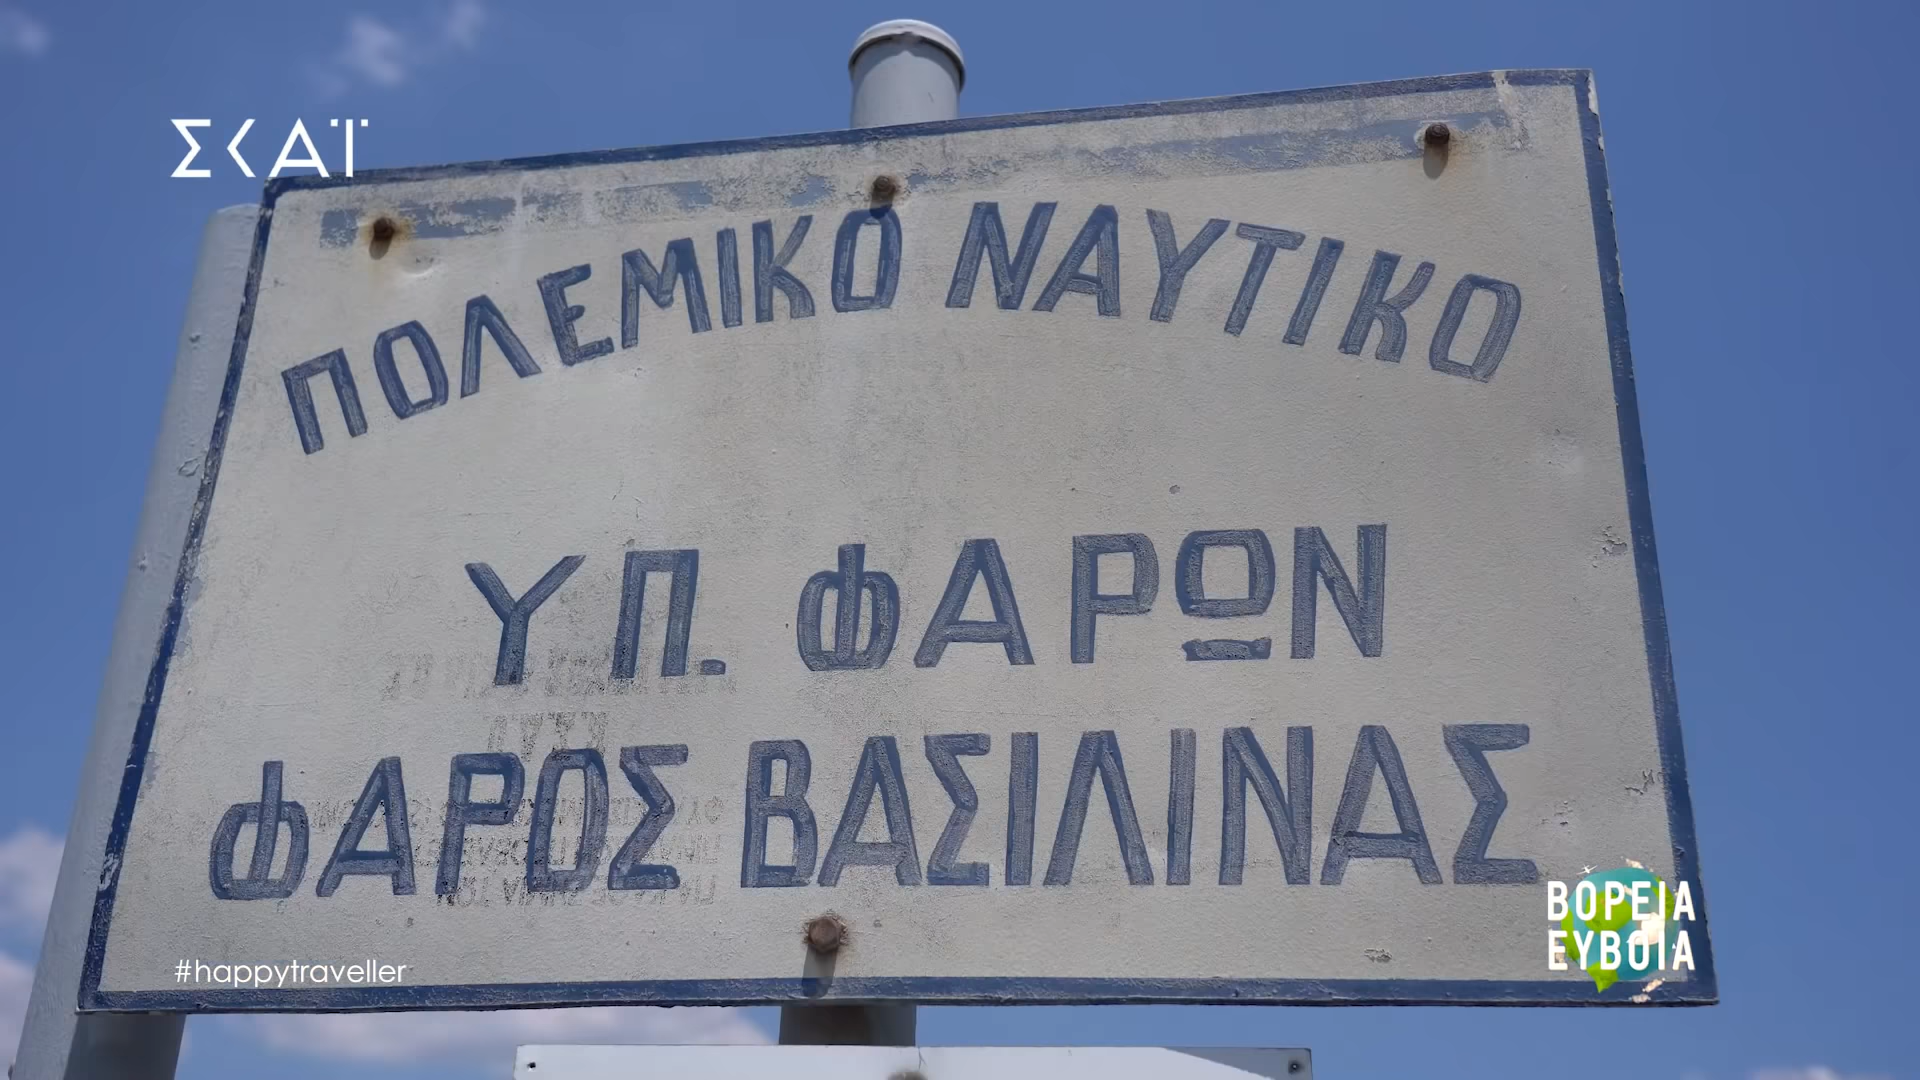 ΣΚΑΪ
ΠΟΛΕΜΙΚΟ ΝΑΥΤΙΚΟ
ΥΠ. ΦΑΡΩΝ
ΦΑΡΟΣ ΒΑΣΙΛΙΝΑΣ
#happytraveller
ΒΟΡΕΙΑ
ΕΥΒΟΙΑ